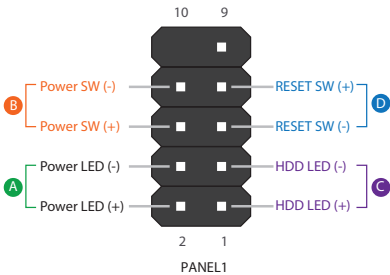 10 9
Power SW (-) RESET SW (+)
B D
Power SW (+) RESET SW (-)
Power LED (-) HDD LED (-)
A C
Power LED (+) HDD LED (+)
2 1
PANEL1